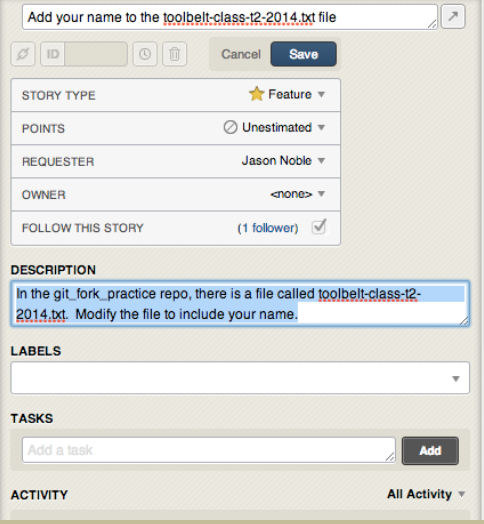 Add your name to the toolbelt-class-t2-2014.txt file
ID
Cancel Save
STORY TYPE Feature
POINTS Unestimated
REQUESTER Jason Noble
OWNER <none>
FOLLOW THIS STORY (1 follower)
DESCRIPTION
In the git_fork_practice repo, there is a file called toolbelt-class-t2-
2014.txt. Modify the file to include your name.
LABELS
TASKS
Add a task Add
ACTIVITY All Activity